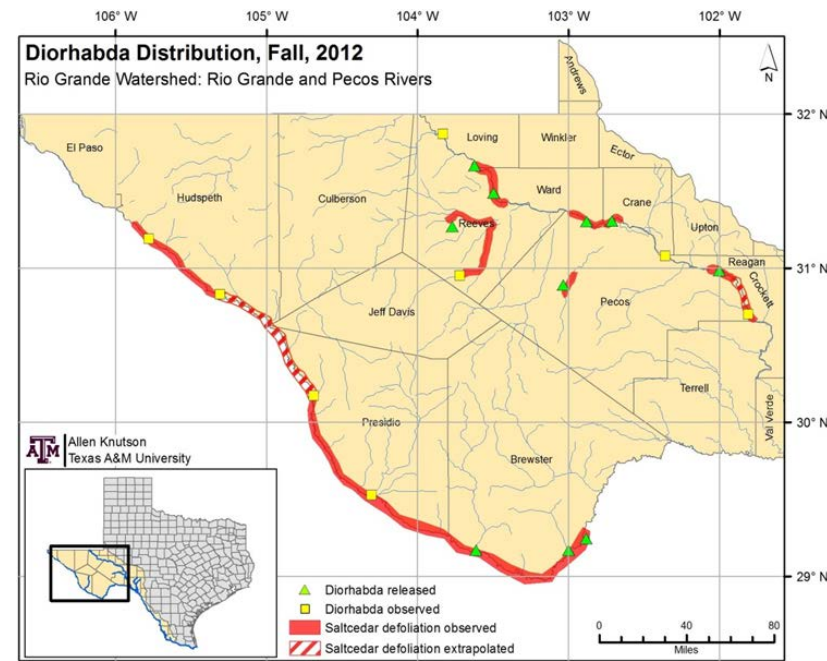 106° W 105° W 104° W 103° W 102° W
Diorhabda Distribution, Fall, 2012
Rio Grande Watershed: Rio Grande and Pecos Rivers
N
Andrews
32° N
El Paso
Loving
Winkler
Ector
Hudspeth
Culberson
Ward
Crane
Reeves
Upton
Reagan
31° N
Crockett
Jeff Davis
Pecos
Terrell
Val Verde
30° N
Presidio
Brewster
ATM
Allen Knutson
Texas A&M University
29° N
Diorhabda released
Diorhabda observed
Saltcedar defoliation observed
Saltcedar defoliation extrapolated
0 40 60 80
Miles